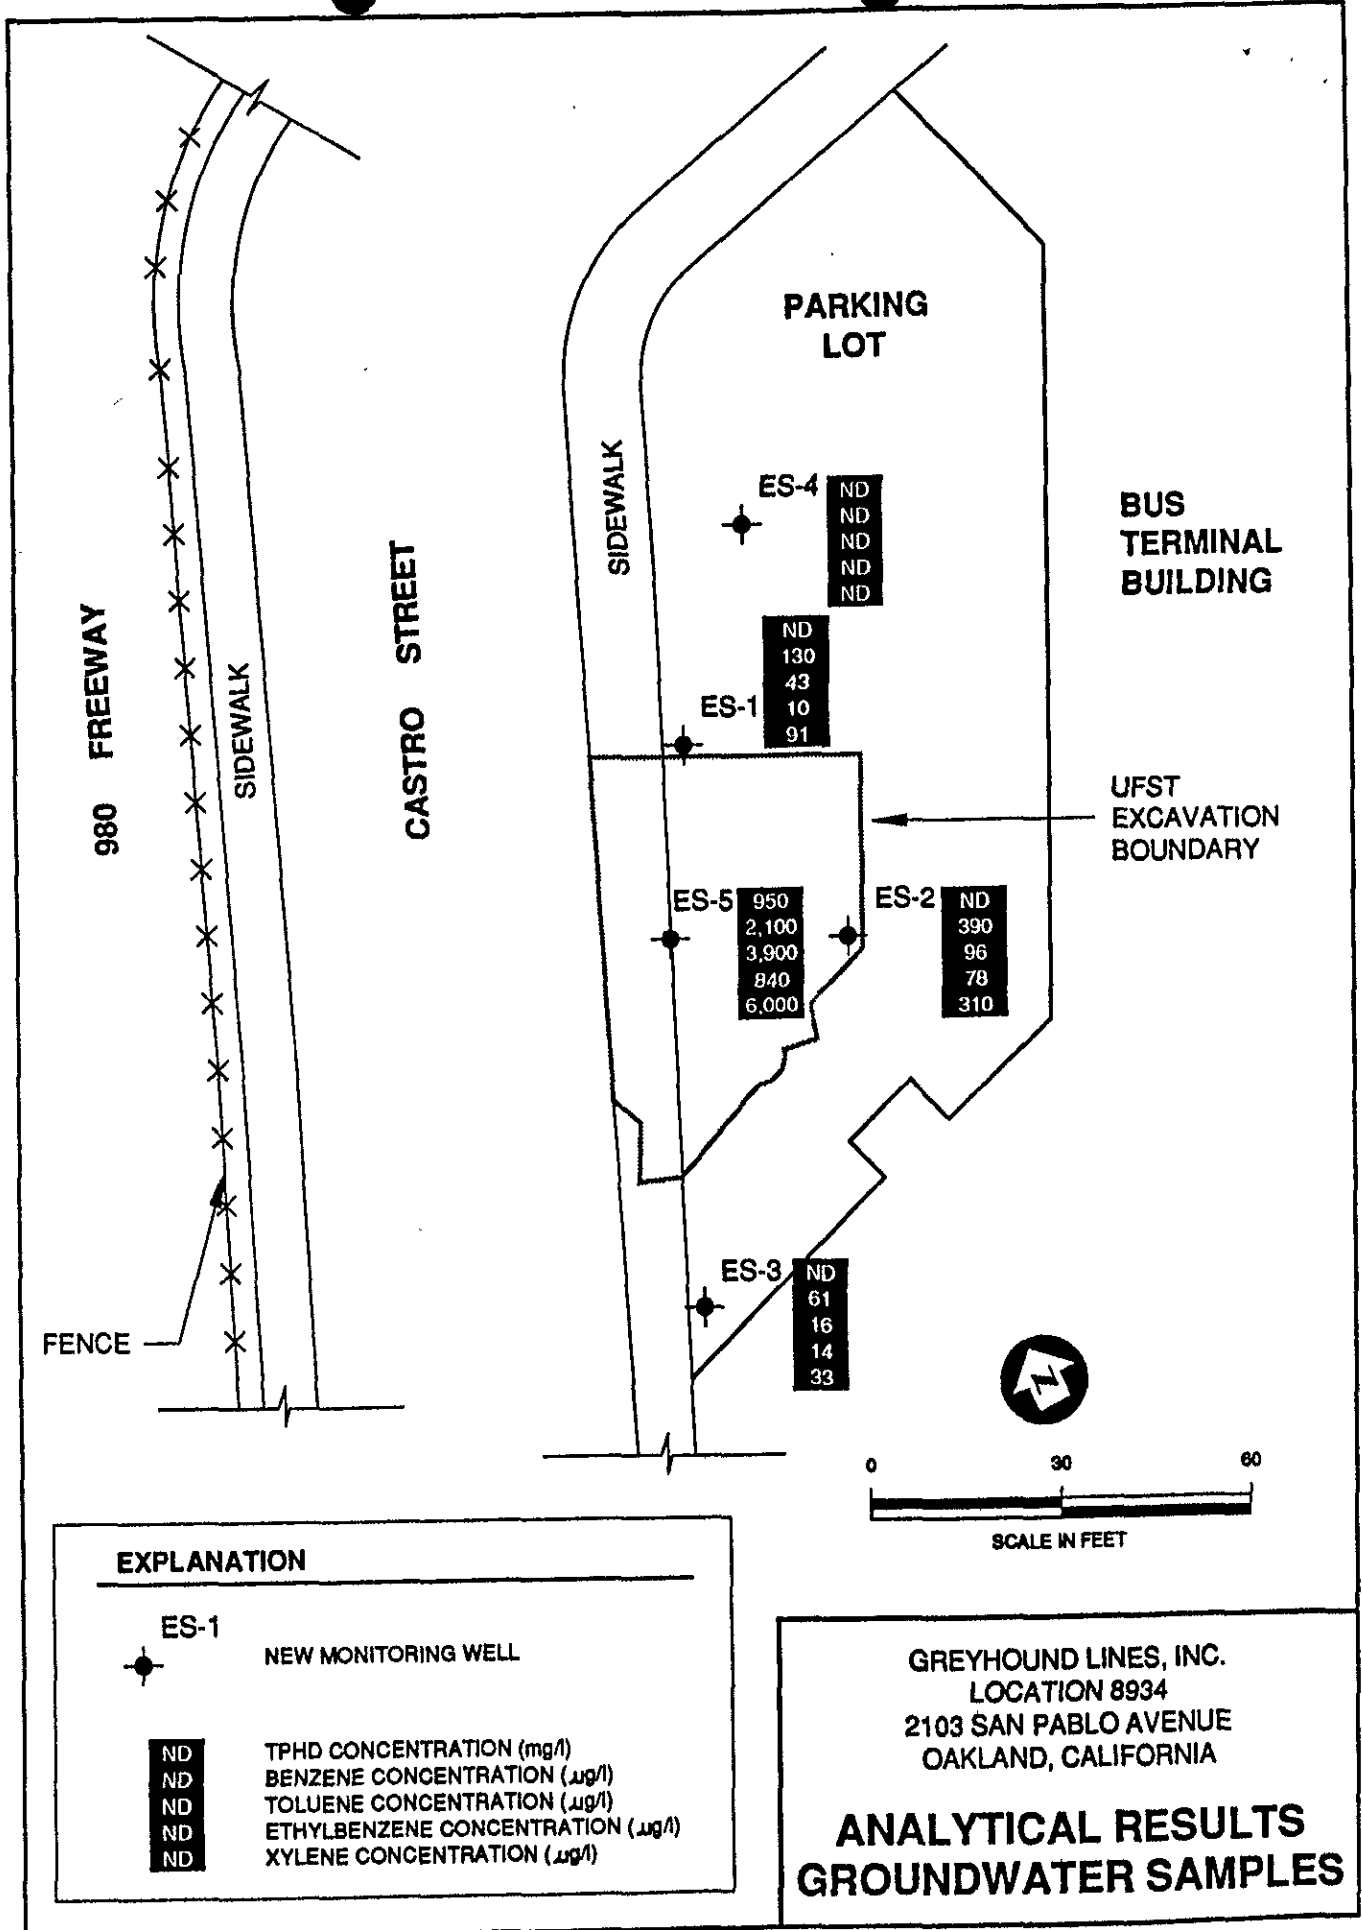 PARKING
LOT
SIDEWALK
ES-4
ND
ND
ND
ND
ND
BUS
TERMINAL
BUILDING
980 FREEWAY
SIDEWALK
CASTRO STREET
ES-1
ND
130
43
10
91
UFST
EXCAVATION
BOUNDARY
ES-5
950
2,100
3,900
840
6,000
ES-2
ND
390
96
78
310
ES-3
ND
61
16
14
33
FENCE
Z
0 30 60
SCALE IN FEET
EXPLANATION
ES-1
NEW MONITORING WELL
ND TPHD CONCENTRATION (mg/l)
ND BENZENE CONCENTRATION (µg/l)
ND TOLUENE CONCENTRATION (µg/l)
ND ETHYLBENZENE CONCENTRATION (µg/l)
ND XYLENE CONCENTRATION (µg/l)
GREYHOUND LINES, INC.
LOCATION 8934
2103 SAN PABLO AVENUE
OAKLAND, CALIFORNIA
ANALYTICAL RESULTS
GROUNDWATER SAMPLES